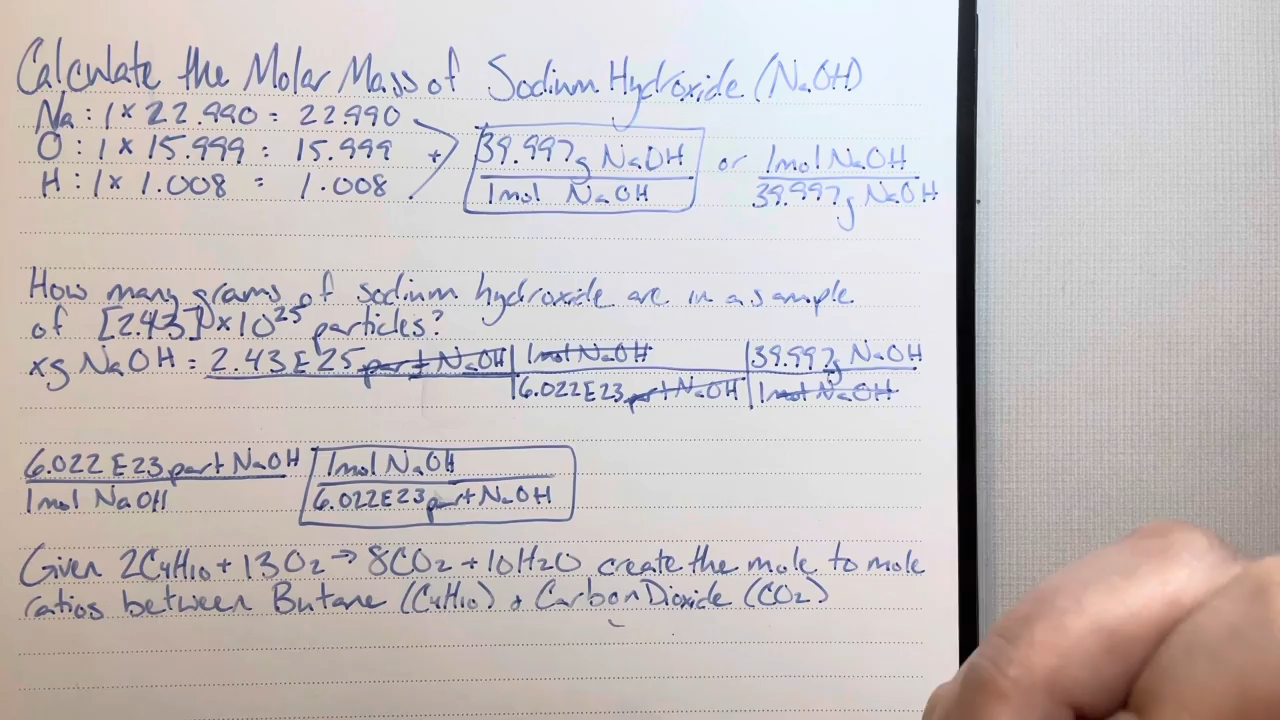 Calculate the Molar Mass of Sodium Hydroxide (NaOH)
Na : 1 × 22.990 = 22.990
O : 1 × 15.999 = 15.999 + 39.997g NaOH / 1mol NaOH or 1mol NaOH / 39.997g NaOH
H : 1 × 1.008 = 1.008
How many grams of sodium hydroxide are in a sample
of [2.43] × 10²⁵ particles?
xg NaOH = 2.43E25 part NaOH | 1mol NaOH | 39.997g NaOH
6.022E23 part NaOH | 1mol NaOH
6.022E23 part NaOH 1mol NaOH
1mol NaOH 6.022E23 part NaOH
Given 2C4H10 + 13O2 → 8CO2 + 10H2O create the mole to mole
ratios between Butane (C4H10) + Carbon Dioxide (CO2)